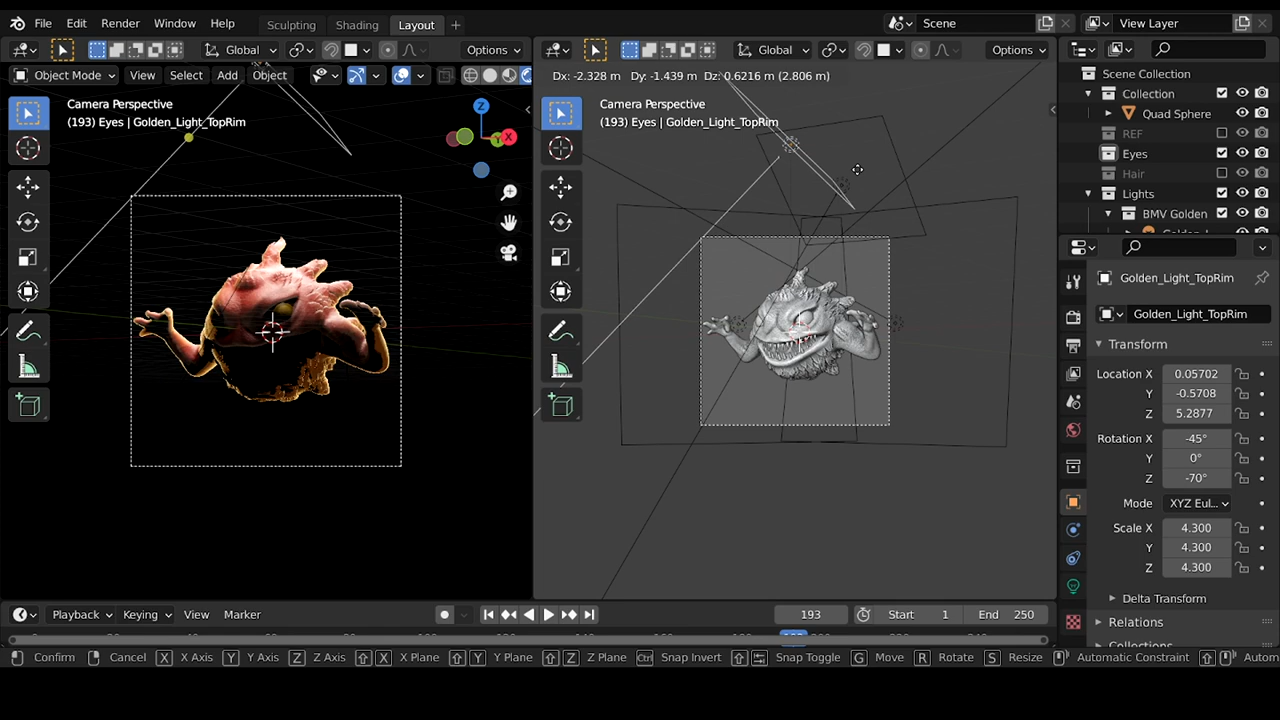 File Edit Render Window Help Sculpting Shading Layout + Scene View Layer
Global Options Global Options
Object Mode View Select Add Object Dx: -2.328 m Dy: -1.439 m Dz: 0.6216 m (2.806 m) Scene Collection
Camera Perspective Camera Perspective Collection
(193) Eyes | Golden_Light_TopRim (193) Eyes | Golden_Light_TopRim Quad Sphere
Z Y X
REF
Eyes
Hair
Lights
BMV Golden
Golden_Light_TopRim
Golden_Light_TopRim
Transform
Location X 0.05702
Y -0.5708
Z 5.2877
Rotation X -45°
Y 0°
Z -70°
Mode XYZ Eul...
Scale X 4.300
Y 4.300
Z 4.300
Delta Transform
Relations
Collections
Playback Keying View Marker 193 Start 1 End 250
Confirm Cancel X X Axis Y Y Axis Z Z Axis X X Plane Y Y Plane Z Z Plane Ctrl Snap Invert Snap Toggle G Move R Rotate S Resize Automatic Constraint Autom